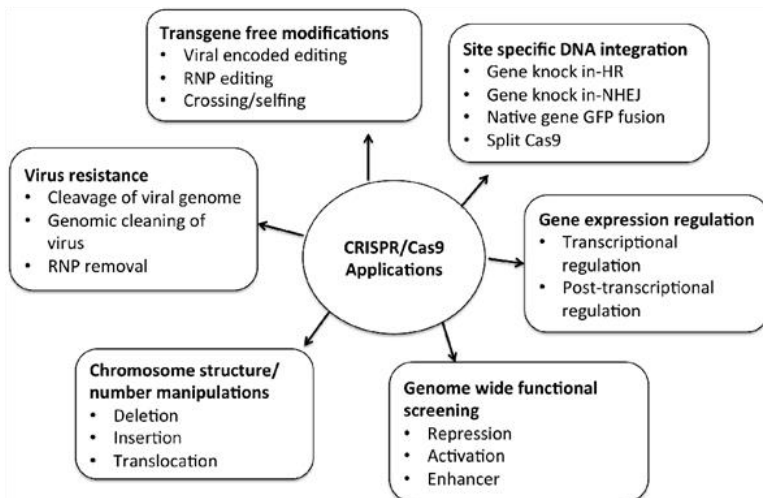 Transgene free modifications
• Viral encoded editing
• RNP editing
• Crossing/selfing
Site specific DNA integration
• Gene knock in-HR
• Gene knock in-NHEJ
• Native gene GFP fusion
• Split Cas9
Virus resistance
• Cleavage of viral genome
• Genomic cleaning of
virus
• RNP removal
CRISPR/Cas9
Applications
Gene expression regulation
• Transcriptional
regulation
• Post-transcriptional
regulation
Chromosome structure/
number manipulations
• Deletion
• Insertion
• Translocation
Genome wide functional
screening
• Repression
• Activation
• Enhancer